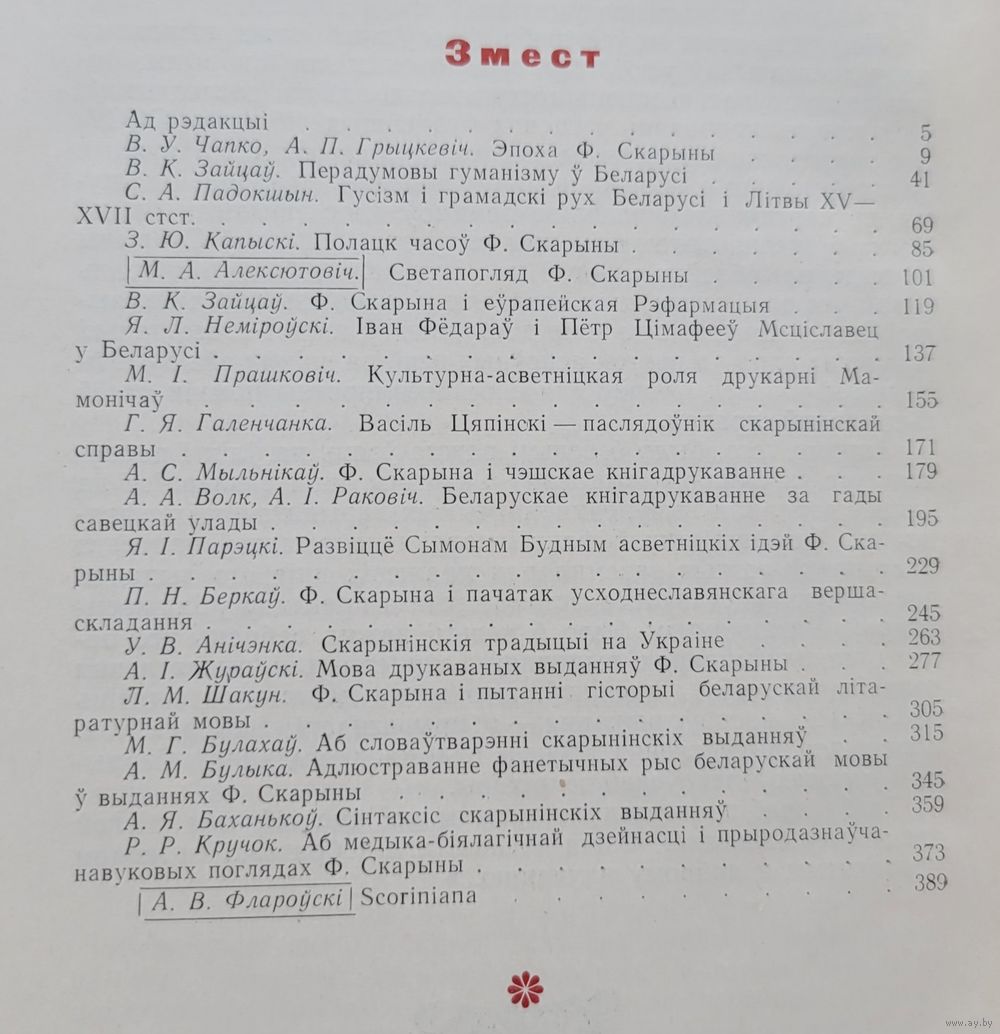 Змест
Ад рэдакцыі . . . . . . . . . . . . . . . 5
В. У. Чапко, А. П. Грыцкевіч. Эпоха Ф. Скарыны . . . . 9
В. К. Зайцаў. Перадумовы гуманізму ў Беларусі . . . . . 41
С. А. Падокшын. Гусізм і грамадскі рух Беларусі і Літвы XV—
XVII стст. . . . . . . . . . . . . . . . . . 69
З. Ю. Капыскі. Полацк часоў Ф. Скарыны . . . . . . . 85
М. А. Алексютовіч. Светапогляд Ф. Скарыны . . . . . 101
В. К. Зайцаў. Ф. Скарына і еўрапейская Рэфармацыя . . . 119
Я. Л. Неміроўскі. Іван Фёдараў і Пётр Цімафееў Мсціславец
у Беларусі . . . . . . . . . . . . . . . . . 137
М. І. Прашковіч. Культурна-асветніцкая роля друкарні Ма-
монічаў . . . . . . . . . . . . . . . . . . 155
Г. Я. Галенчанка. Васіль Цяпінскі — паслядоўнік скарынінскай
справы . . . . . . . . . . . . . . . . . . 171
А. С. Мыльнікаў. Ф. Скарына і чэшскае кнігадрукаванне . . . 179
А. А. Волк, А. І. Раковіч. Беларускае кнігадрукаванне за гады
савецкай улады . . . . . . . . . . . . . . . 195
Я. І. Парэцкі. Развіццё Сымонам Будным асветніцкіх ідэй Ф. Ска-
рыны . . . . . . . . . . . . . . . . . . . 229
П. Н. Беркаў. Ф. Скарына і пачатак усходнеславянскага верша-
складання . . . . . . . . . . . . . . . . . 245
У. В. Анічэнка. Скарынінскія традыцыі на Украіне . . . . 263
А. І. Жураўскі. Мова друкаваных выданняў Ф. Скарыны . . . 277
Л. М. Шакун. Ф. Скарына і пытанні гісторыі беларускай літа-
ратурнай мовы . . . . . . . . . . . . . . . . 305
М. Г. Булахаў. Аб словаўтварэнні скарынінскіх выданняў . . 315
А. М. Булыка. Адлюстраванне фанетычных рыс беларускай мовы
ў выданнях Ф. Скарыны . . . . . . . . . . . . 345
А. Я. Баханькоў. Сінтаксіс скарынінскіх выданняў . . . . 359
Р. Р. Кручок. Аб медыка-біялагічнай дзейнасці і прыродазнаўча-
навуковых поглядах Ф. Скарыны . . . . . . . . . . 373
А. В. Флароўскі Scoriniana . . . . . . . . . . . 389
www.ay.by